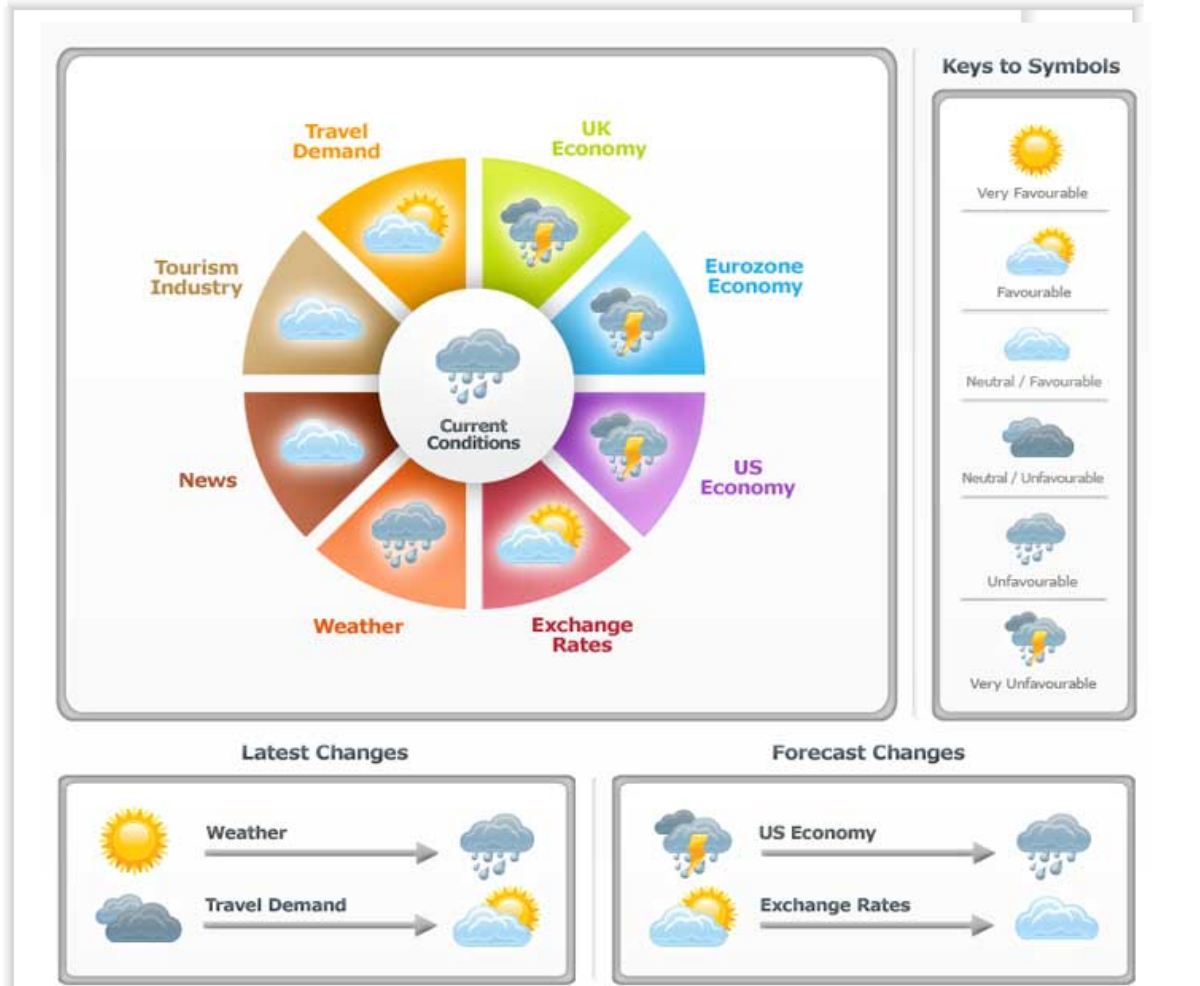 Keys to Symbols
Travel
Demand
UK
Economy
Very Favourable
Tourism
Industry
Eurozone
Economy
Favourable
Neutral / Favourable
Current
Conditions
News
US
Economy
Neutral / Unfavourable
Unfavourable
Weather
Exchange
Rates
Very Unfavourable
Latest Changes
Weather
Travel Demand
Forecast Changes
US Economy
Exchange Rates